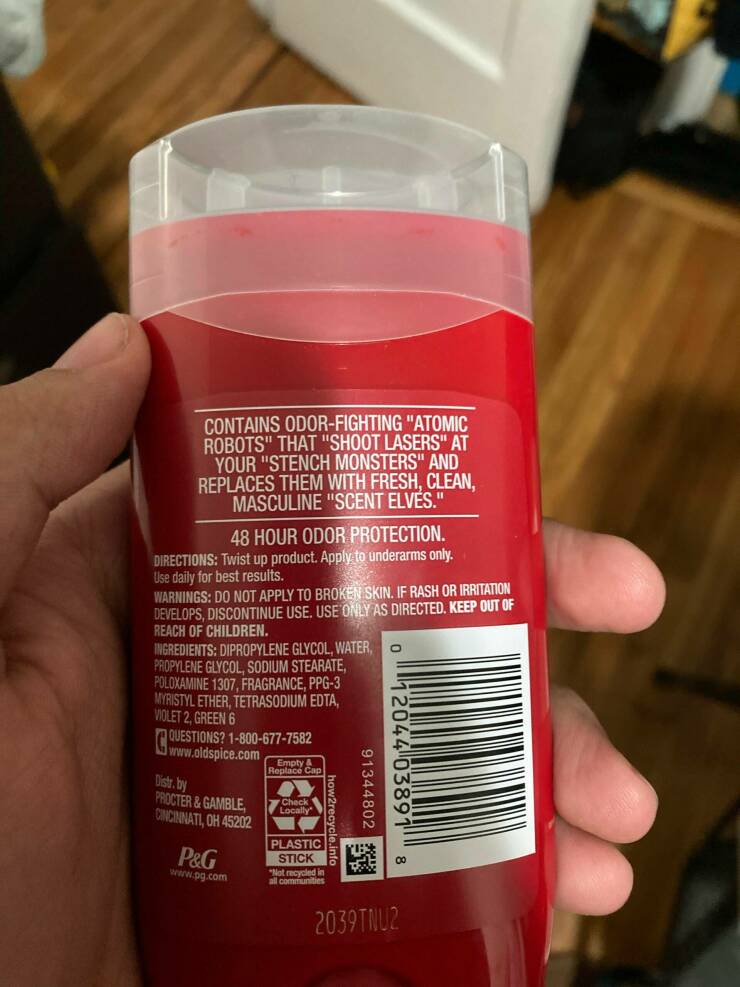 CONTAINS ODOR-FIGHTING "ATOMIC
ROBOTS" THAT "SHOOT LASERS" AT
YOUR "STENCH MONSTERS" AND
REPLACES THEM WITH FRESH, CLEAN,
MASCULINE "SCENT ELVES."
48 HOUR ODOR PROTECTION.
DIRECTIONS: Twist up product. Apply to underarms only.
Use daily for best results.
WARNINGS: DO NOT APPLY TO BROKEN SKIN. IF RASH OR IRRITATION
DEVELOPS, DISCONTINUE USE. USE ONLY AS DIRECTED. KEEP OUT OF
REACH OF CHILDREN.
INGREDIENTS: DIPROPYLENE GLYCOL, WATER,
PROPYLENE GLYCOL, SODIUM STEARATE,
POLOXAMINE 1307, FRAGRANCE, PPG-3
MYRISTYL ETHER, TETRASODIUM EDTA,
VIOLET 2, GREEN 6
QUESTIONS? 1-800-677-7582
www.oldspice.com
Distr. by
PROCTER & GAMBLE,
CINCINNATI, OH 45202
P&G
www.pg.com
Empty &
Replace Cap
Check
Locally*
PLASTIC
STICK
*Not recycled in
all communities
how2recycle.info
91344802
0 12044 03891 8
2039TNU2